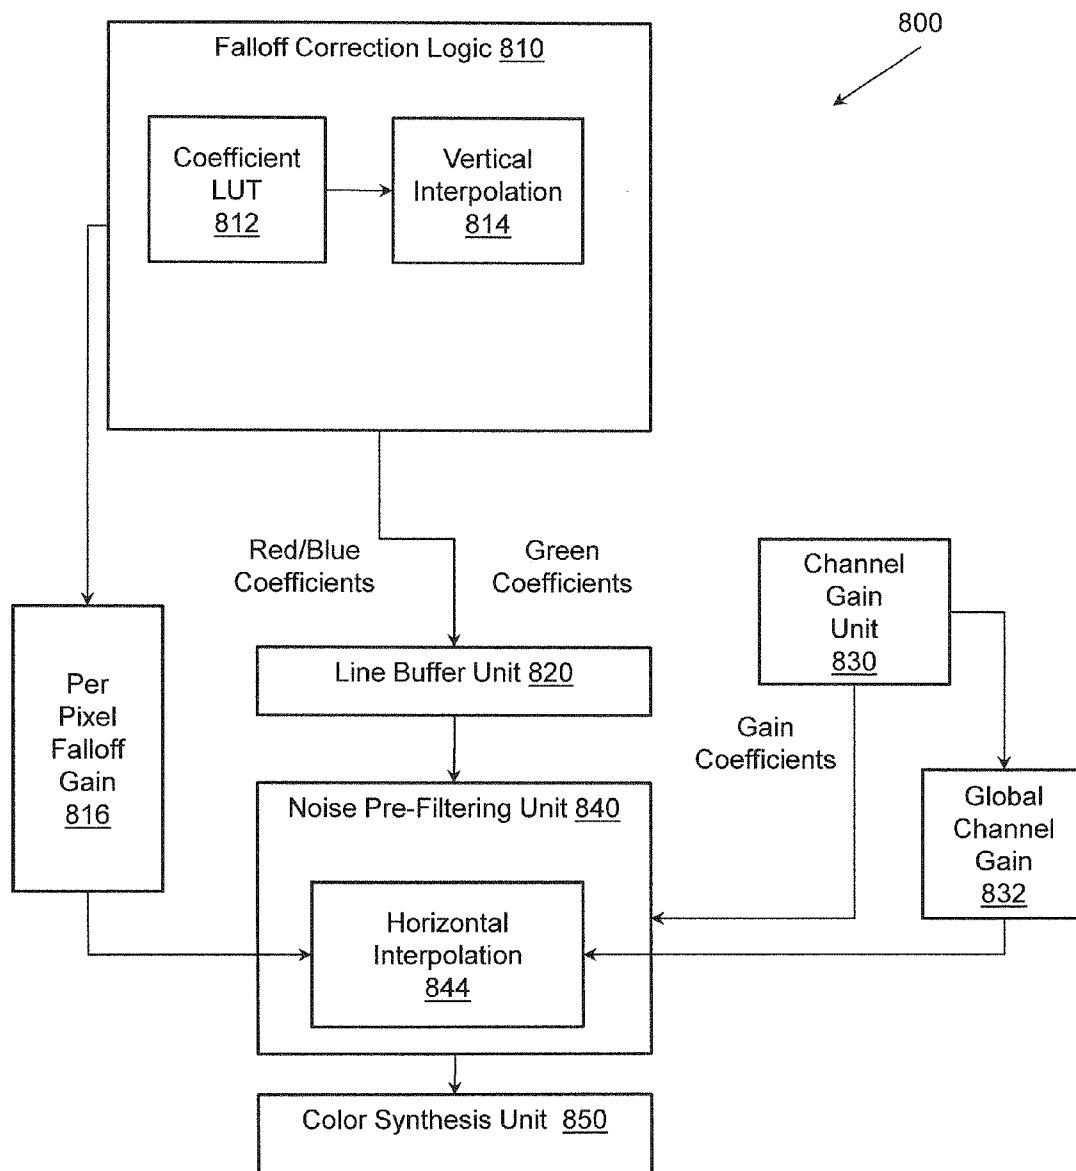 800
Falloff Correction Logic 810
Coefficient
LUT
812
Vertical
Interpolation
814
Red/Blue
Coefficients
Green
Coefficients
Channel
Gain
Unit
830
Per
Pixel
Falloff
Gain
816
Line Buffer Unit 820
Gain
Coefficients
Noise Pre-Filtering Unit 840
Global
Channel
Gain
832
Horizontal
Interpolation
844
Color Synthesis Unit 850